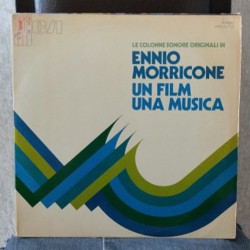 RCA
LE COLONNE SONORE ORIGINALI DI
ENNIO
MORRICONE
UN FILM
UNA MUSICA